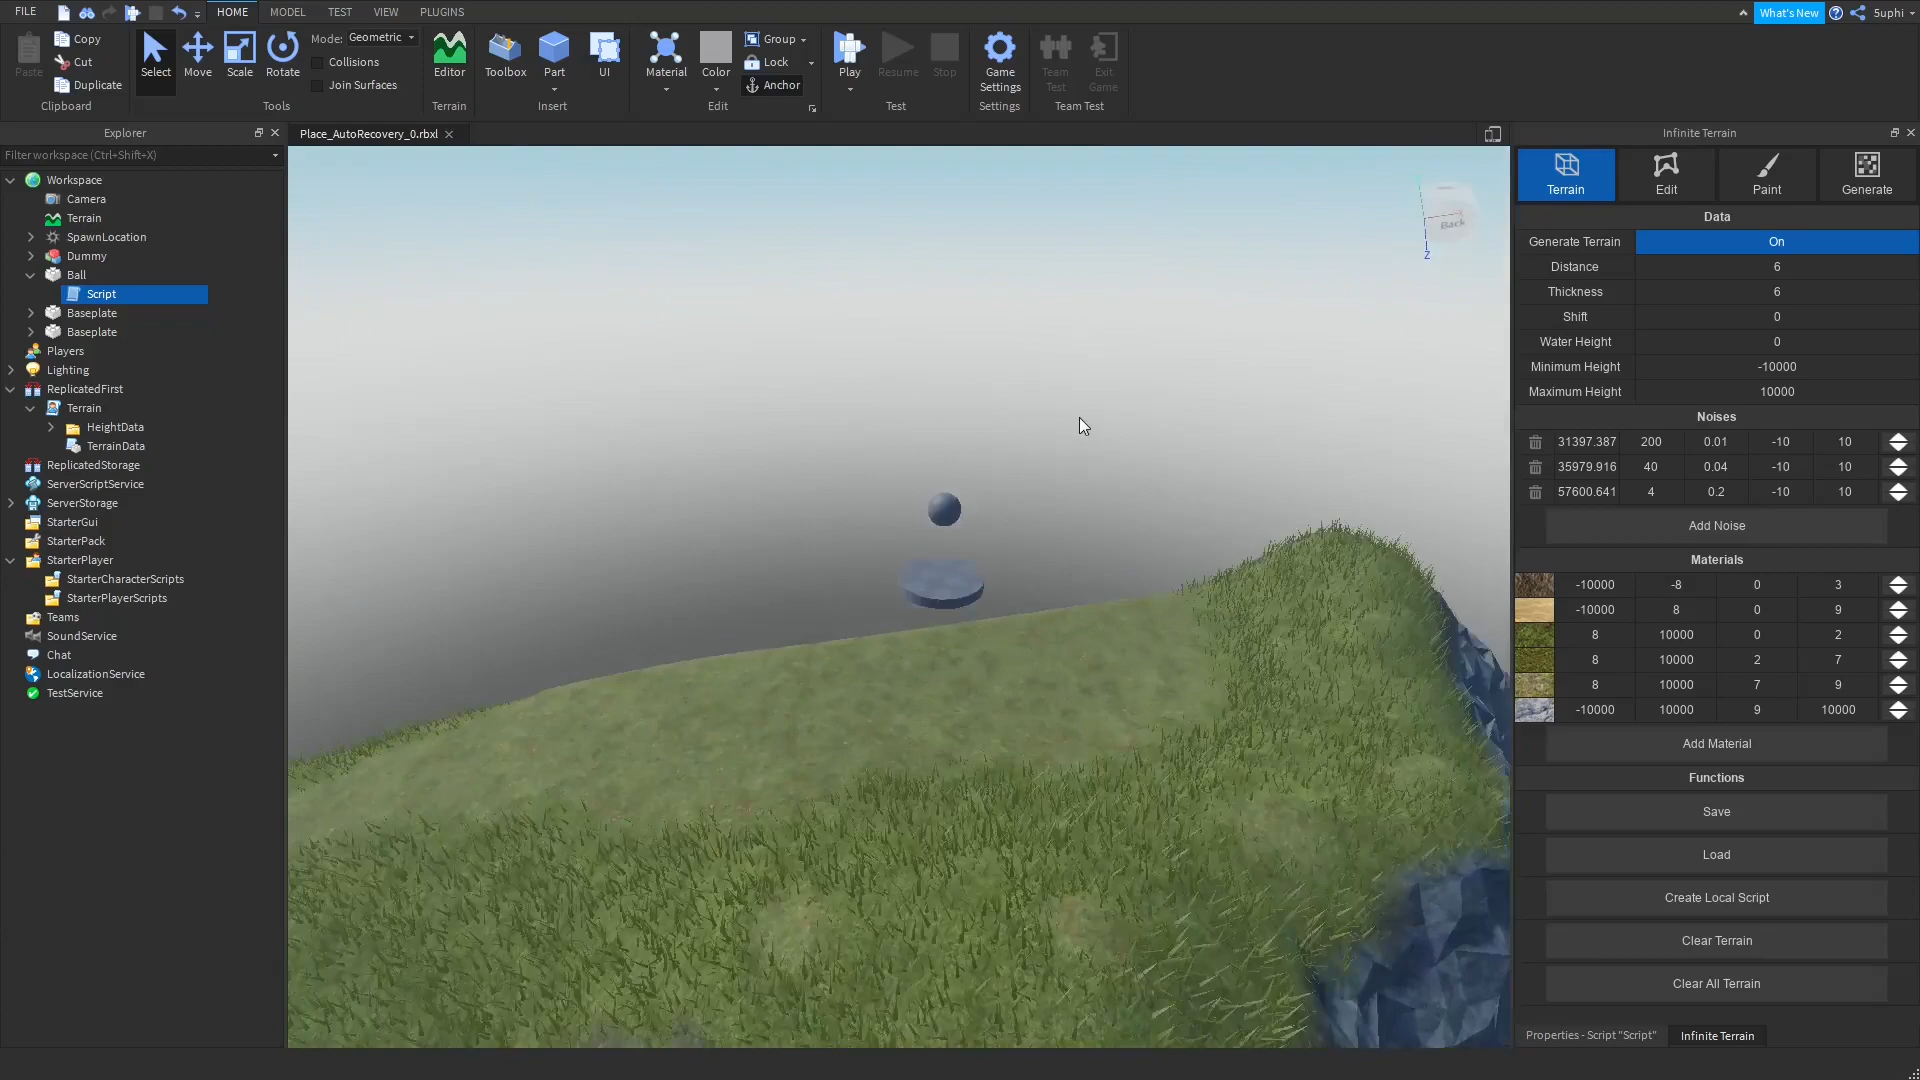 FILE HOME MODEL TEST VIEW PLUGINS What's New 5uphi
Paste Copy Cut Duplicate Clipboard
Select Move Scale Rotate Mode: Geometric Collisions Join Surfaces Tools
Editor Terrain
Toolbox Part UI Insert
Material Color Group Lock Anchor Edit
Play Resume Stop Test
Game Settings Settings
Team Test Exit Game Team Test
Explorer
Place_AutoRecovery_0.rbxl
Infinite Terrain
Filter workspace (Ctrl+Shift+X)
Workspace
Camera
Terrain
SpawnLocation
Dummy
Ball
Script
Baseplate
Baseplate
Players
Lighting
ReplicatedFirst
Terrain
HeightData
TerrainData
ReplicatedStorage
ServerScriptService
ServerStorage
StarterGui
StarterPack
StarterPlayer
StarterCharacterScripts
StarterPlayerScripts
Teams
SoundService
Chat
LocalizationService
TestService
Back
Z
Terrain Edit Paint Generate
Data
Generate Terrain On
Distance 6
Thickness 6
Shift 0
Water Height 0
Minimum Height -10000
Maximum Height 10000
Noises
31397.387 200 0.01 -10 10
35979.916 40 0.04 -10 10
57600.641 4 0.2 -10 10
Add Noise
Materials
-10000 -8 0 3
-10000 8 0 9
8 10000 0 2
8 10000 2 7
8 10000 7 9
-10000 10000 9 10000
Add Material
Functions
Save
Load
Create Local Script
Clear Terrain
Clear All Terrain
Properties - Script "Script" Infinite Terrain